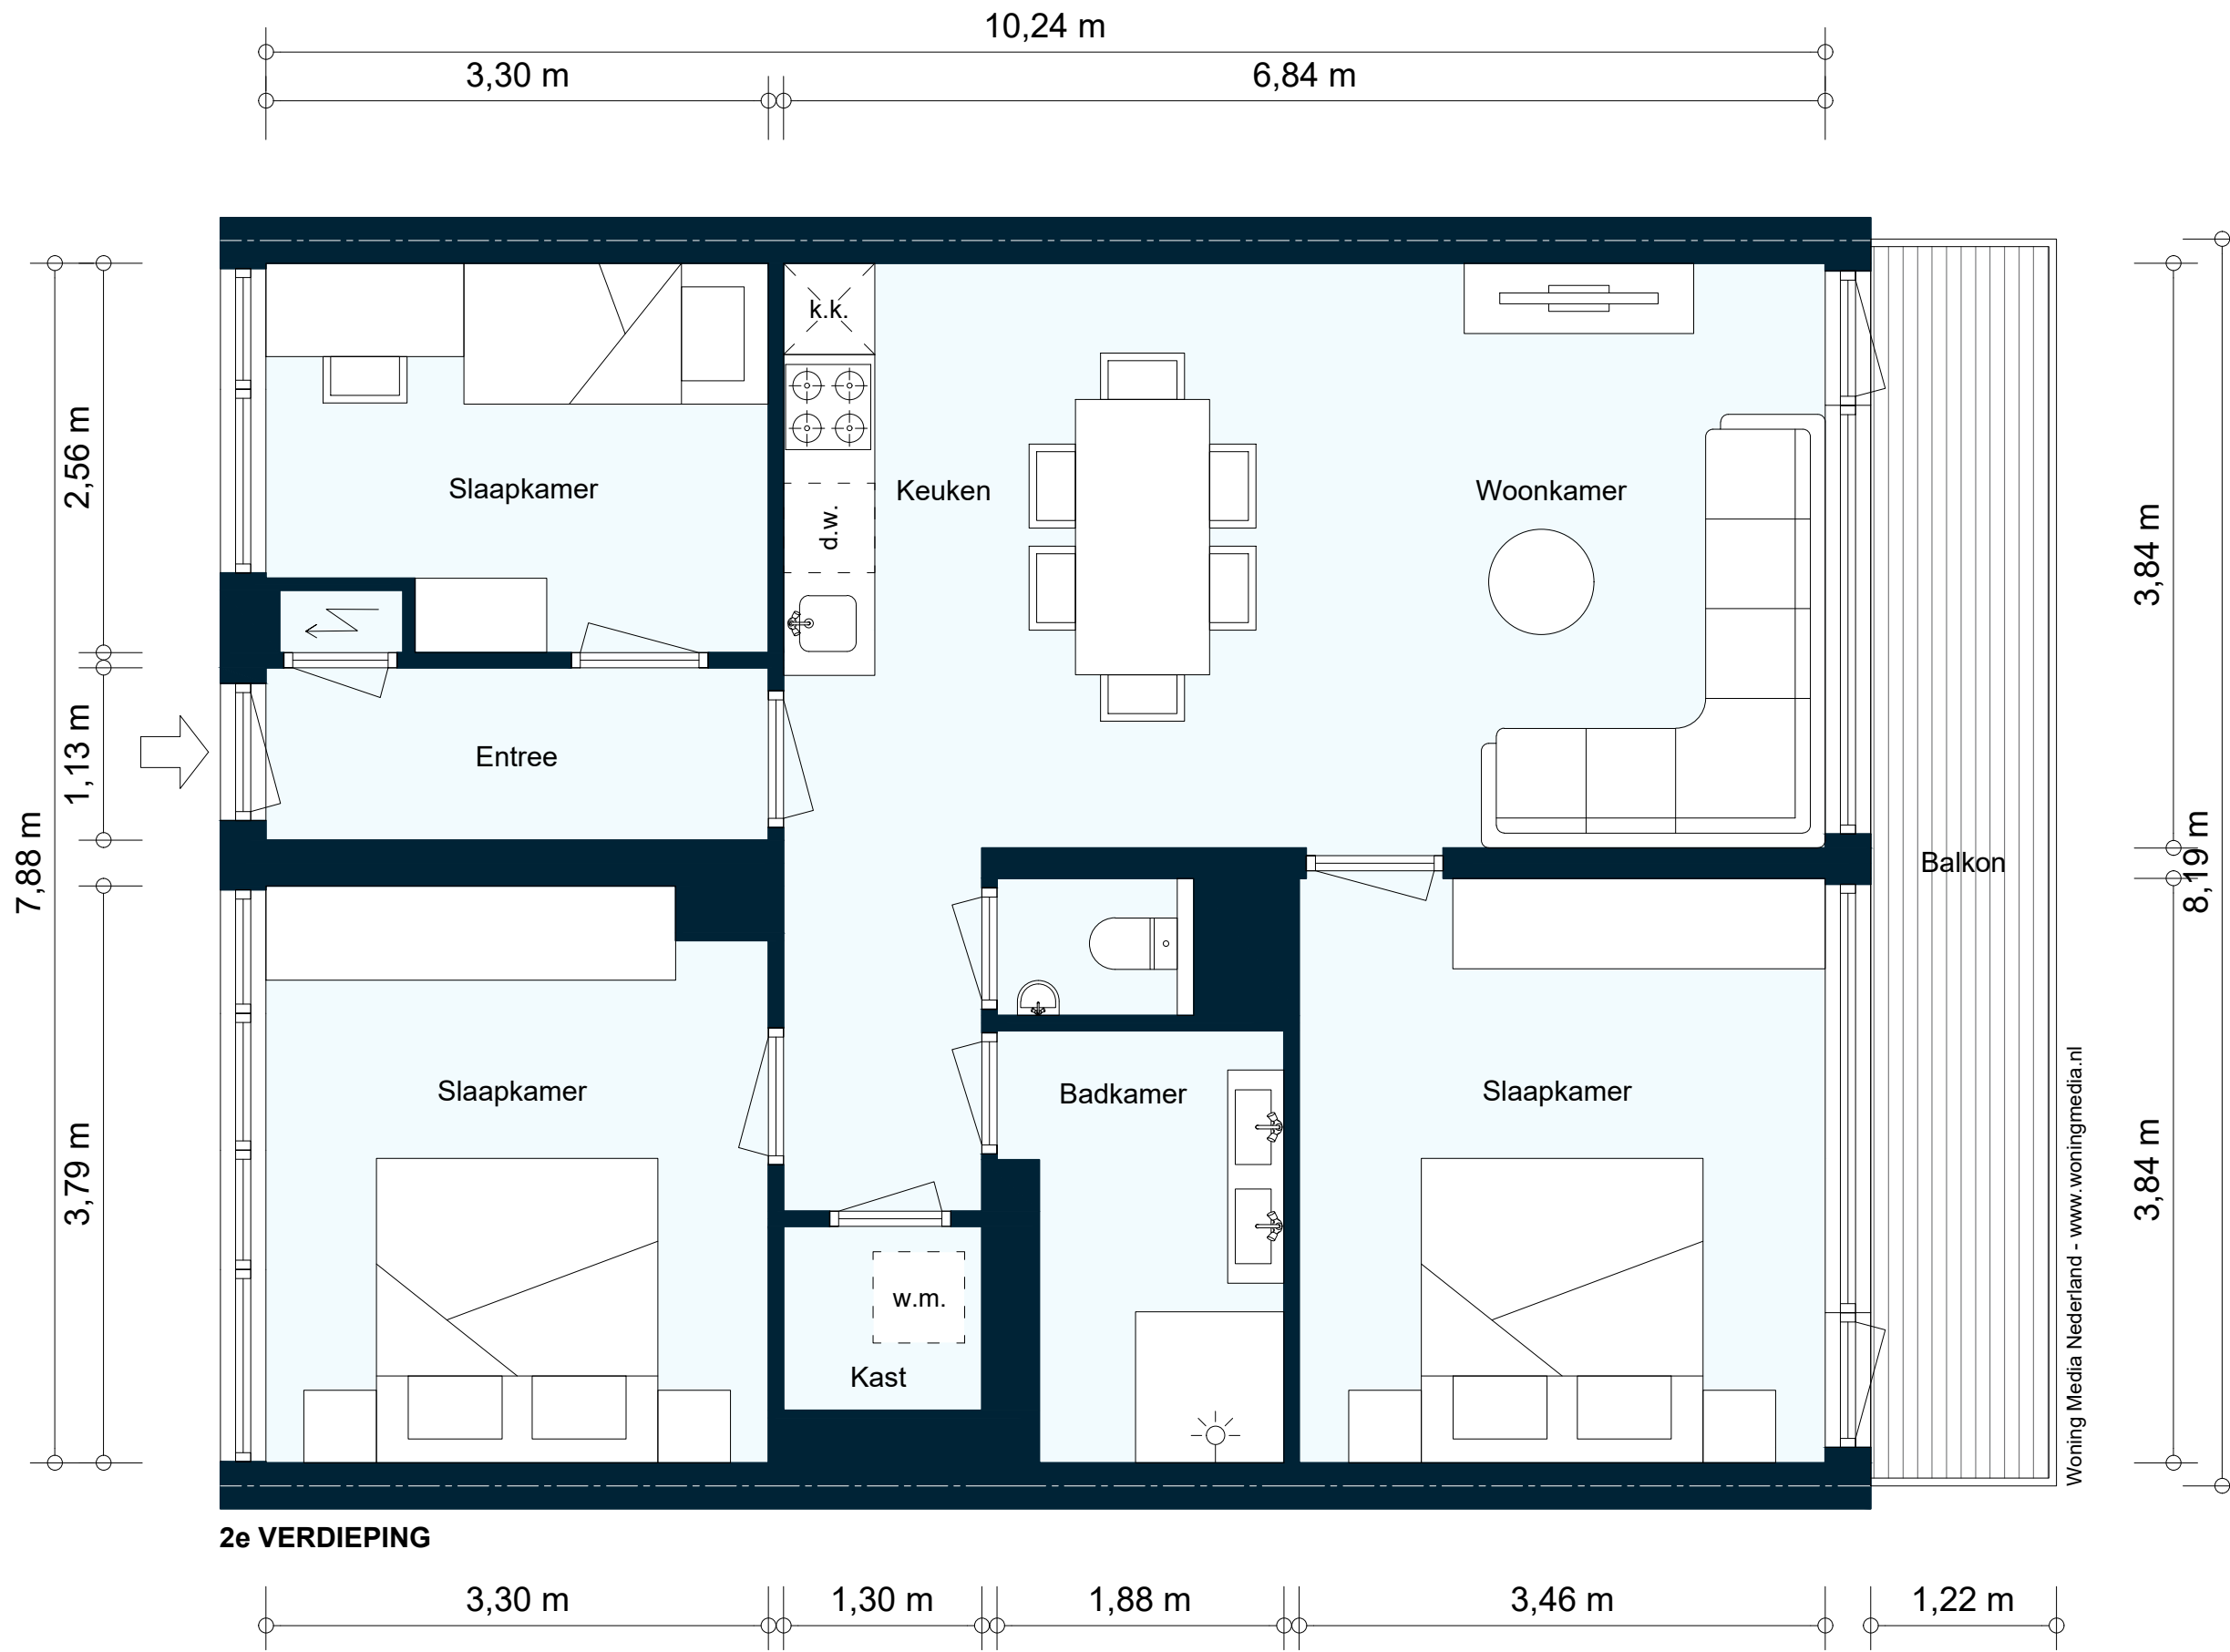 10,24 m
3,30 m
6,84 m
k.k.
2,56 m
Slaapkamer
Keuken
Woonkamer
d.w.
3,84 m
1,13 m
Entree
7,88 m
8,19 m
Balkon
Slaapkamer
Badkamer
Slaapkamer
3,79 m
3,84 m
w.m.
Kast
Woning Media Nederland - www.woningmedia.nl
2e VERDIEPING
3,30 m
1,30 m
1,88 m
3,46 m
1,22 m